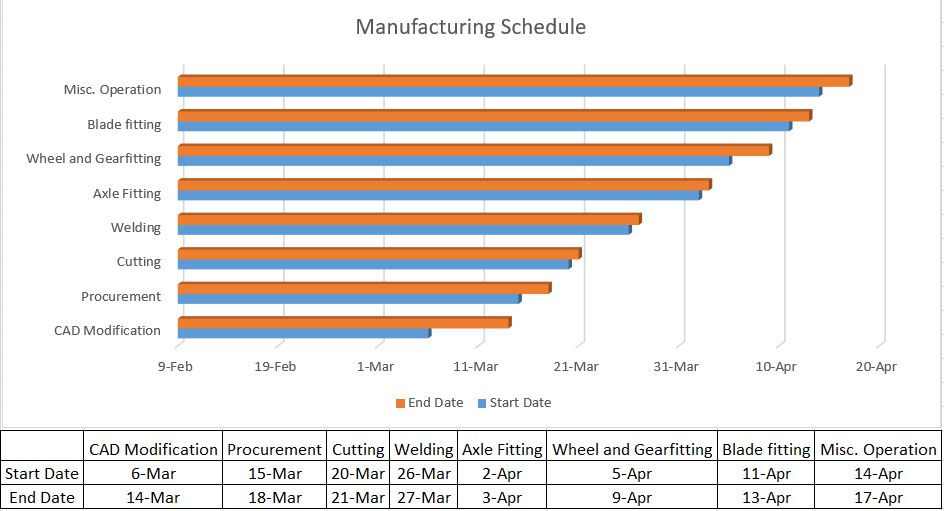 Manufacturing Schedule
Misc. Operation
Blade fitting
Wheel and Gearfitting
Axle Fitting
Welding
Cutting
Procurement
CAD Modification
9-Feb 19-Feb 1-Mar 11-Mar 21-Mar 31-Mar 10-Apr 20-Apr
End Date Start Date
CAD Modification Procurement Cutting Welding Axle Fitting Wheel and Gearfitting Blade fitting Misc. Operation
Start Date 6-Mar 15-Mar 20-Mar 26-Mar 2-Apr 5-Apr 11-Apr 14-Apr
End Date 14-Mar 18-Mar 21-Mar 27-Mar 3-Apr 9-Apr 13-Apr 17-Apr